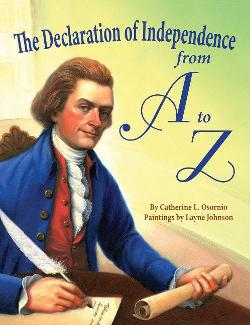 The Declaration of Independence
from
A
to
Z
By Catherine L. Osornio
Paintings by Layne Johnson